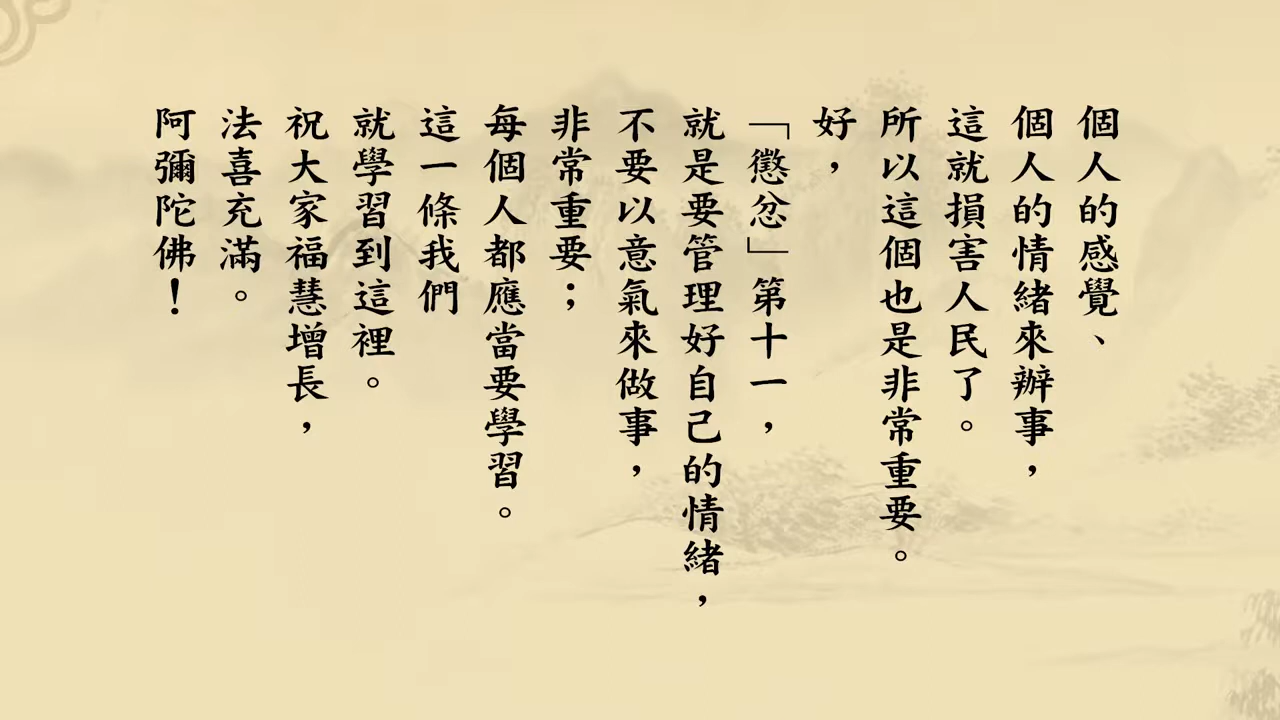 個人的感覺、
個人的情緒來辦事，
這就損害人民了。
所以這個也是非常重要。
好，
「懲忿」第十一，
就是要管理好自己的情緒，
不要以意氣來做事，
非常重要；
每個人都應當要學習。
這一條我們
就學習到這裡。
祝大家福慧增長，
法喜充滿。
阿彌陀佛！